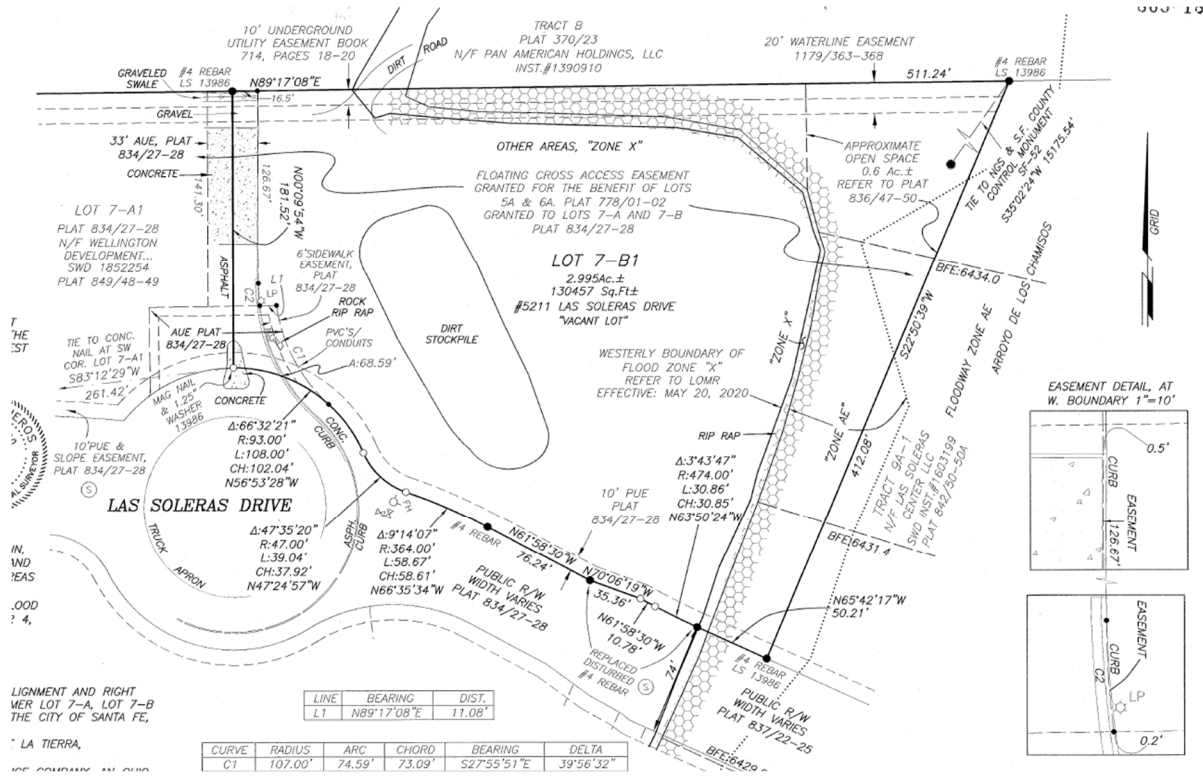 10' UNDERGROUND
UTILITY EASEMENT BOOK
714, PAGES 18-20
DIRT ROAD
TRACT B
PLAT 370/23
N/F PAN AMERICAN HOLDINGS, LLC
INST.#1390910
20' WATERLINE EASEMENT
1179/363-368
511.24'
#4 REBAR
LS 13986
GRAVELED
SWALE
#4 REBAR
LS 13986
N89°17'08"E
16.5'
GRAVEL
33' AUE, PLAT
834/27-28
CONCRETE
141.30'
126.67'
N00°09'54"W
181.52'
OTHER AREAS, "ZONE X"
FLOATING CROSS ACCESS EASEMENT
GRANTED FOR THE BENEFIT OF LOTS
5A & 6A. PLAT 778/01-02
GRANTED TO LOTS 7-A AND 7-B
PLAT 834/27-28
APPROXIMATE
OPEN SPACE
0.6 Ac.±
REFER TO PLAT
836/47-50
TIE TO NGS & S.F. COUNTY
CONTROL MONUMENT
SF-52
S35°02'24"W 15175.54'
GRID
LOT 7-A1
PLAT 834/27-28
N/F WELLINGTON
DEVELOPMENT...
SWD 1852254
PLAT 849/48-49
ASPHALT
6'SIDEWALK
EASEMENT,
PLAT
834/27-28
L1
LP
C2
ROCK
RIP RAP
PVC'S/
CONDUITS
C1
A:68.59'
AUE PLAT
834/27-28
LOT 7-B1
2.995Ac.±
130457 Sq.Ft±
#5211 LAS SOLERAS DRIVE
"VACANT LOT"
DIRT
STOCKPILE
BFE:6434.0
S22°50'39"W
412.08'
FLOODWAY ZONE AE
ARROYO DE LOS CHAMISOS
"ZONE X"
"ZONE AE"
WESTERLY BOUNDARY OF
FLOOD ZONE "X"
REFER TO LOMR
EFFECTIVE: MAY 20, 2020
RIP RAP
TIE TO CONC.
NAIL AT SW
COR. LOT 7-A1
S83°12'29"W
261.42'
MAG NAIL
& 1.25"
WASHER
13986
CONCRETE
10'PUE &
SLOPE EASEMENT,
PLAT 834/27-28
S
Δ:66°32'21"
R:93.00'
L:108.00'
CH:102.04'
N56°53'28"W
CONC.
CURB
LAS SOLERAS DRIVE
TRUCK
APRON
ASPH.
CURB
Δ:47°35'20"
R:47.00'
L:39.04'
CH:37.92'
N47°24'57"W
FH
Δ:9°14'07"
R:364.00'
L:58.67'
CH:58.61'
N66°35'34"W
#4 REBAR
N61°58'30"W
76.24'
PUBLIC R/W
WIDTH VARIES
PLAT 834/27-28
10' PUE
PLAT
834/27-28
Δ:3°43'47"
R:474.00'
L:30.86'
CH:30.85
N63°50'24"W
N70°06'19"W
35.36'
N61°58'30"W
10.78'
REPLACED
DISTURBED
#4 REBAR
S
74'
N65°42'17"W
50.21'
#4 REBAR
LS 13986
PUBLIC R/W
WIDTH VARIES
PLAT 837/22-25
TRACT 9A-1
N/F LAS SOLERAS
CENTER LLC
SWD INST.#1603199
PLAT 642/50-50A
BFE:6431.4
BFE:6429.
EASEMENT DETAIL, AT
W. BOUNDARY 1"=10'
0.5'
CURB
EASEMENT
126.67'
EASEMENT
CURB
C2
LP
0.2'
EROS
AL SURVEYOR
T
THE
EST
IN,
AND
EAS
LOOD
4,
LIGNMENT AND RIGHT
MER LOT 7-A, LOT 7-B
THE CITY OF SANTA FE,
LA TIERRA,
LINE BEARING DIST.
L1 N89°17'08"E 11.08'
CURVE RADIUS ARC CHORD BEARING DELTA
C1 107.00' 74.59' 73.09' S27°55'51"E 39°56'32"